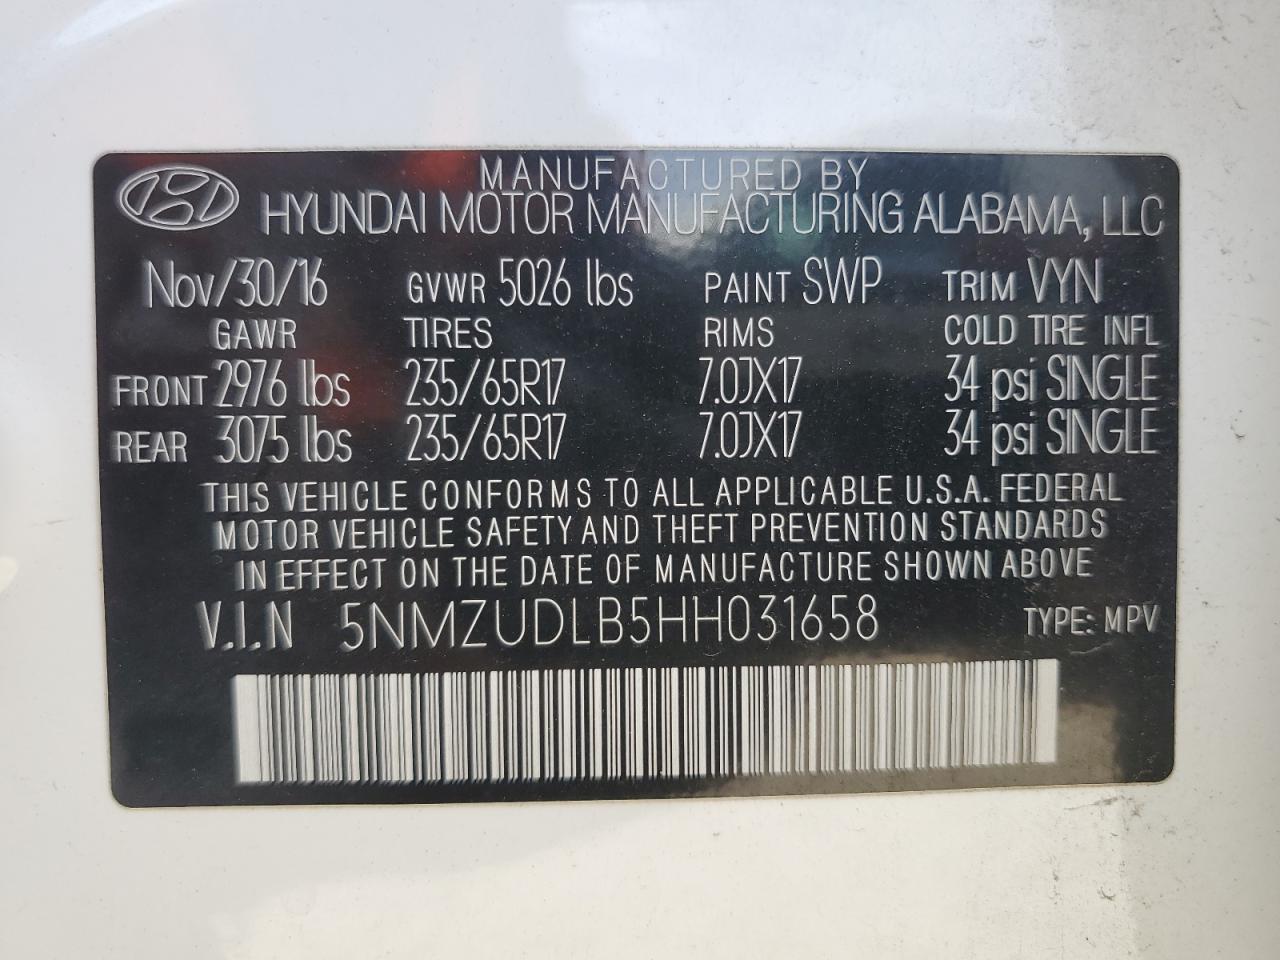 MANUFACTURED BY
HYUNDAI MOTOR MANUFACTURING ALABAMA, LLC
Nov/30/16 GVWR 5026 lbs PAINT SWP TRIM VYN
GAWR TIRES RIMS COLD TIRE INFL
FRONT 2976 lbs 235/65R17 7.0JX17 34 psi SINGLE
REAR 3075 lbs 235/65R17 7.0JX17 34 psi SINGLE
THIS VEHICLE CONFORMS TO ALL APPLICABLE U.S.A. FEDERAL
MOTOR VEHICLE SAFETY AND THEFT PREVENTION STANDARDS
IN EFFECT ON THE DATE OF MANUFACTURE SHOWN ABOVE
V.I.N 5NMZUDLB5HH031658 TYPE: MPV